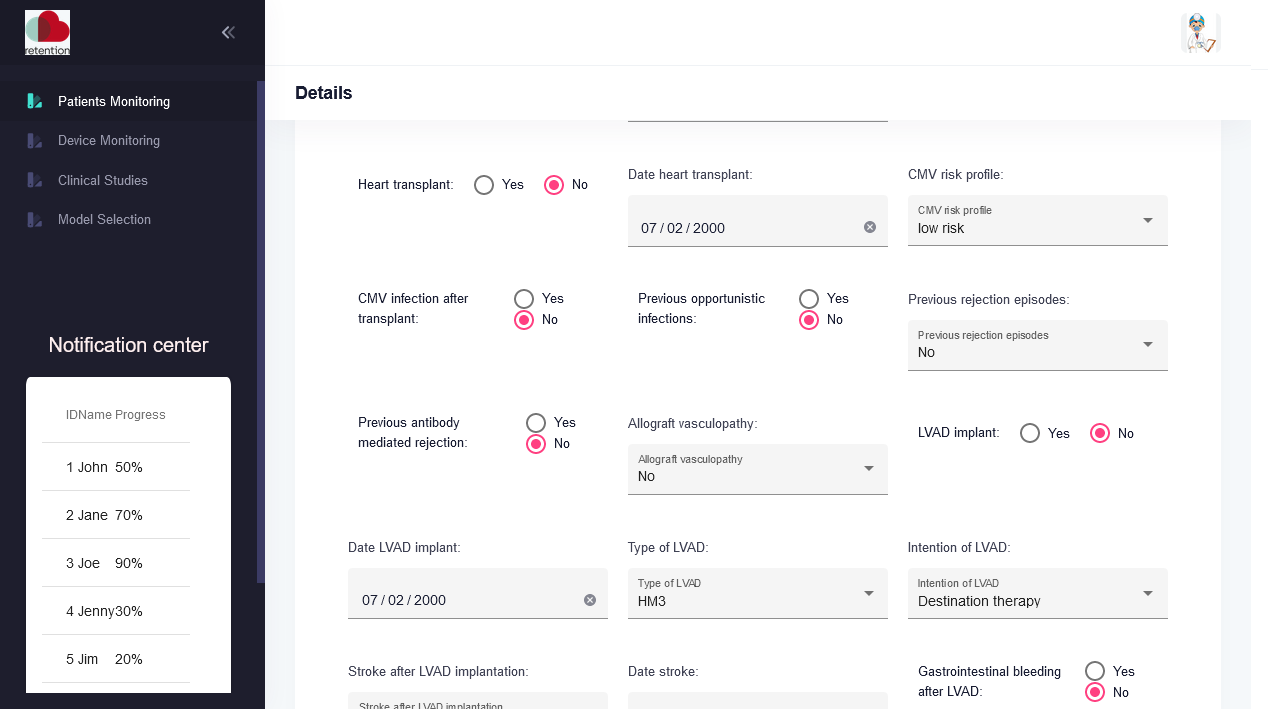 retention
Patients Monitoring
Device Monitoring
Clinical Studies
Model Selection
Notification center
ID Name Progress
1 John 50%
2 Jane 70%
3 Joe 90%
4 Jenny 30%
5 Jim 20%
Details
Heart transplant: Yes No
Date heart transplant:
07 / 02 / 2000
CMV risk profile:
CMV risk profile
low risk
CMV infection after
transplant:
Yes
No
Previous opportunistic
infections:
Yes
No
Previous rejection episodes:
Previous rejection episodes
No
Previous antibody
mediated rejection:
Yes
No
Allograft vasculopathy:
Allograft vasculopathy
No
LVAD implant: Yes No
Date LVAD implant:
07 / 02 / 2000
Type of LVAD:
Type of LVAD
HM3
Intention of LVAD:
Intention of LVAD
Destination therapy
Stroke after LVAD implantation:
Stroke after LVAD implantation
Date stroke:
Gastrointestinal bleeding
after LVAD:
Yes
No